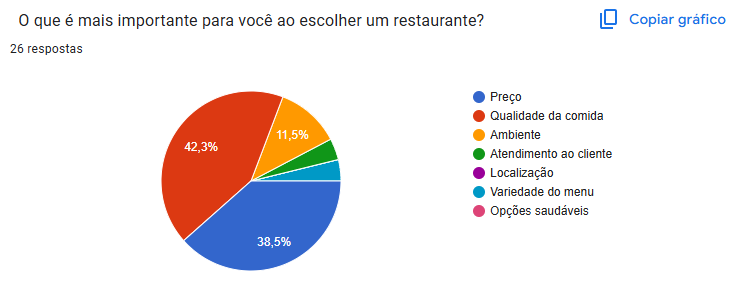 O que é mais importante para você ao escolher um restaurante?
Copiar gráfico
26 respostas
42,3%
11,5%
38,5%
Preço
Qualidade da comida
Ambiente
Atendimento ao cliente
Localização
Variedade do menu
Opções saudáveis